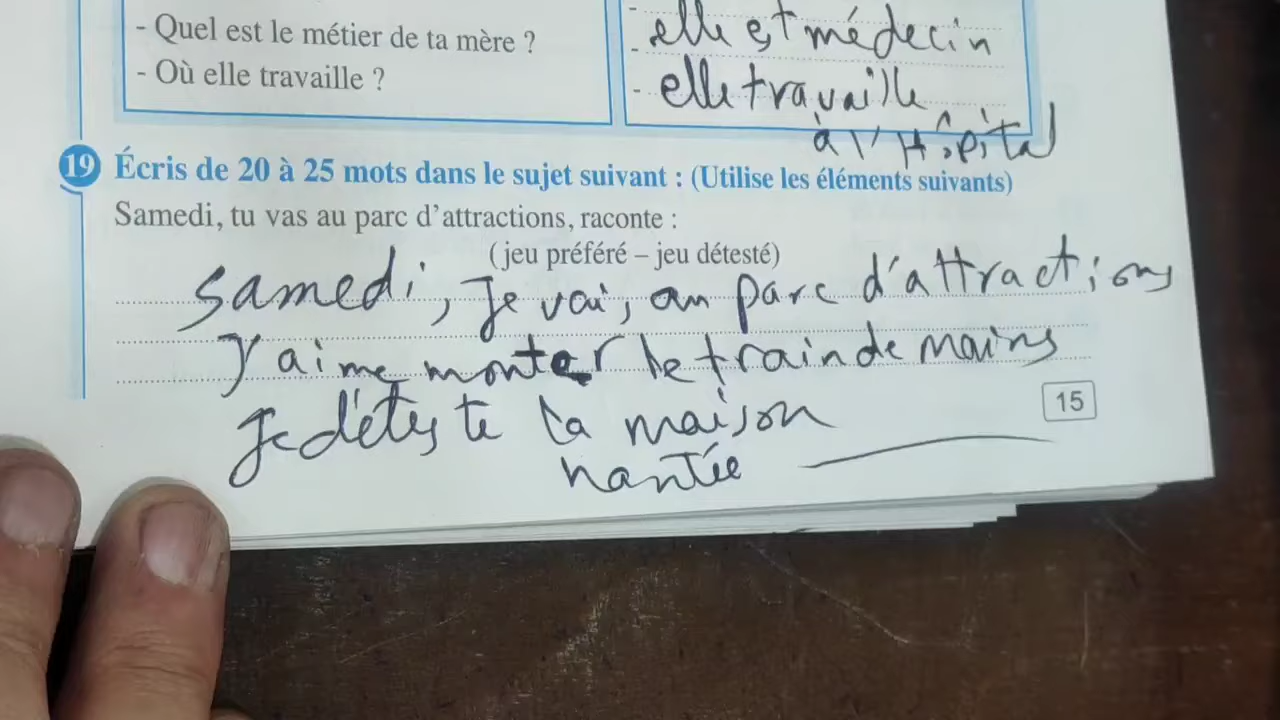 - Quel est le métier de ta mère ?
- elle est médecin
- Où elle travaille ?
- elle travaille
à l'Hôpital
19 Écris de 20 à 25 mots dans le sujet suivant : (Utilise les éléments suivants)
Samedi, tu vas au parc d'attractions, raconte :
(jeu préféré – jeu détesté)
samedi, Je vais au parc d'attractions
J'aime monter le train de mains
Je déteste la maison
hantée
15